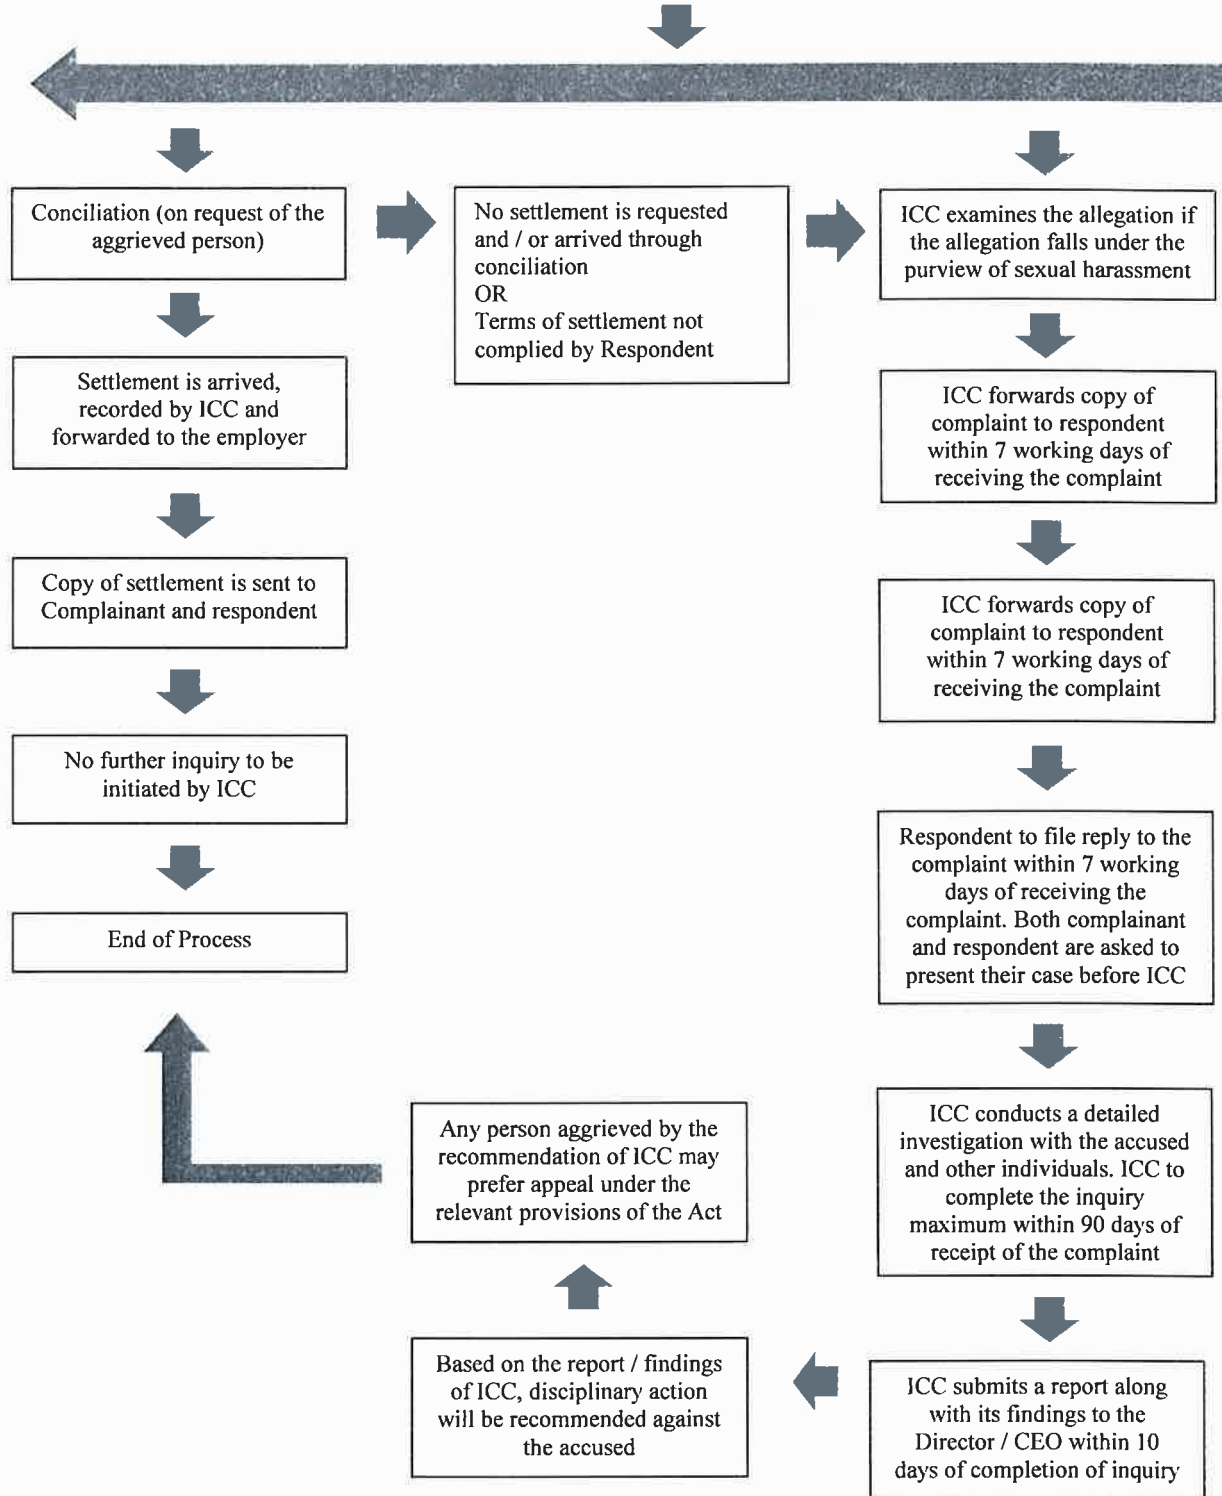 Conciliation (on request of the
aggrieved person)
No settlement is requested
and / or arrived through
conciliation
OR
Terms of settlement not
complied by Respondent
ICC examines the allegation if
the allegation falls under the
purview of sexual harassment
Settlement is arrived,
recorded by ICC and
forwarded to the employer
ICC forwards copy of
complaint to respondent
within 7 working days of
receiving the complaint
Copy of settlement is sent to
Complainant and respondent
ICC forwards copy of
complaint to respondent
within 7 working days of
receiving the complaint
No further inquiry to be
initiated by ICC
Respondent to file reply to the
complaint within 7 working
days of receiving the
complaint. Both complainant
and respondent are asked to
present their case before ICC
End of Process
Any person aggrieved by the
recommendation of ICC may
prefer appeal under the
relevant provisions of the Act
ICC conducts a detailed
investigation with the accused
and other individuals. ICC to
complete the inquiry
maximum within 90 days of
receipt of the complaint
Based on the report / findings
of ICC, disciplinary action
will be recommended against
the accused
ICC submits a report along
with its findings to the
Director / CEO within 10
days of completion of inquiry